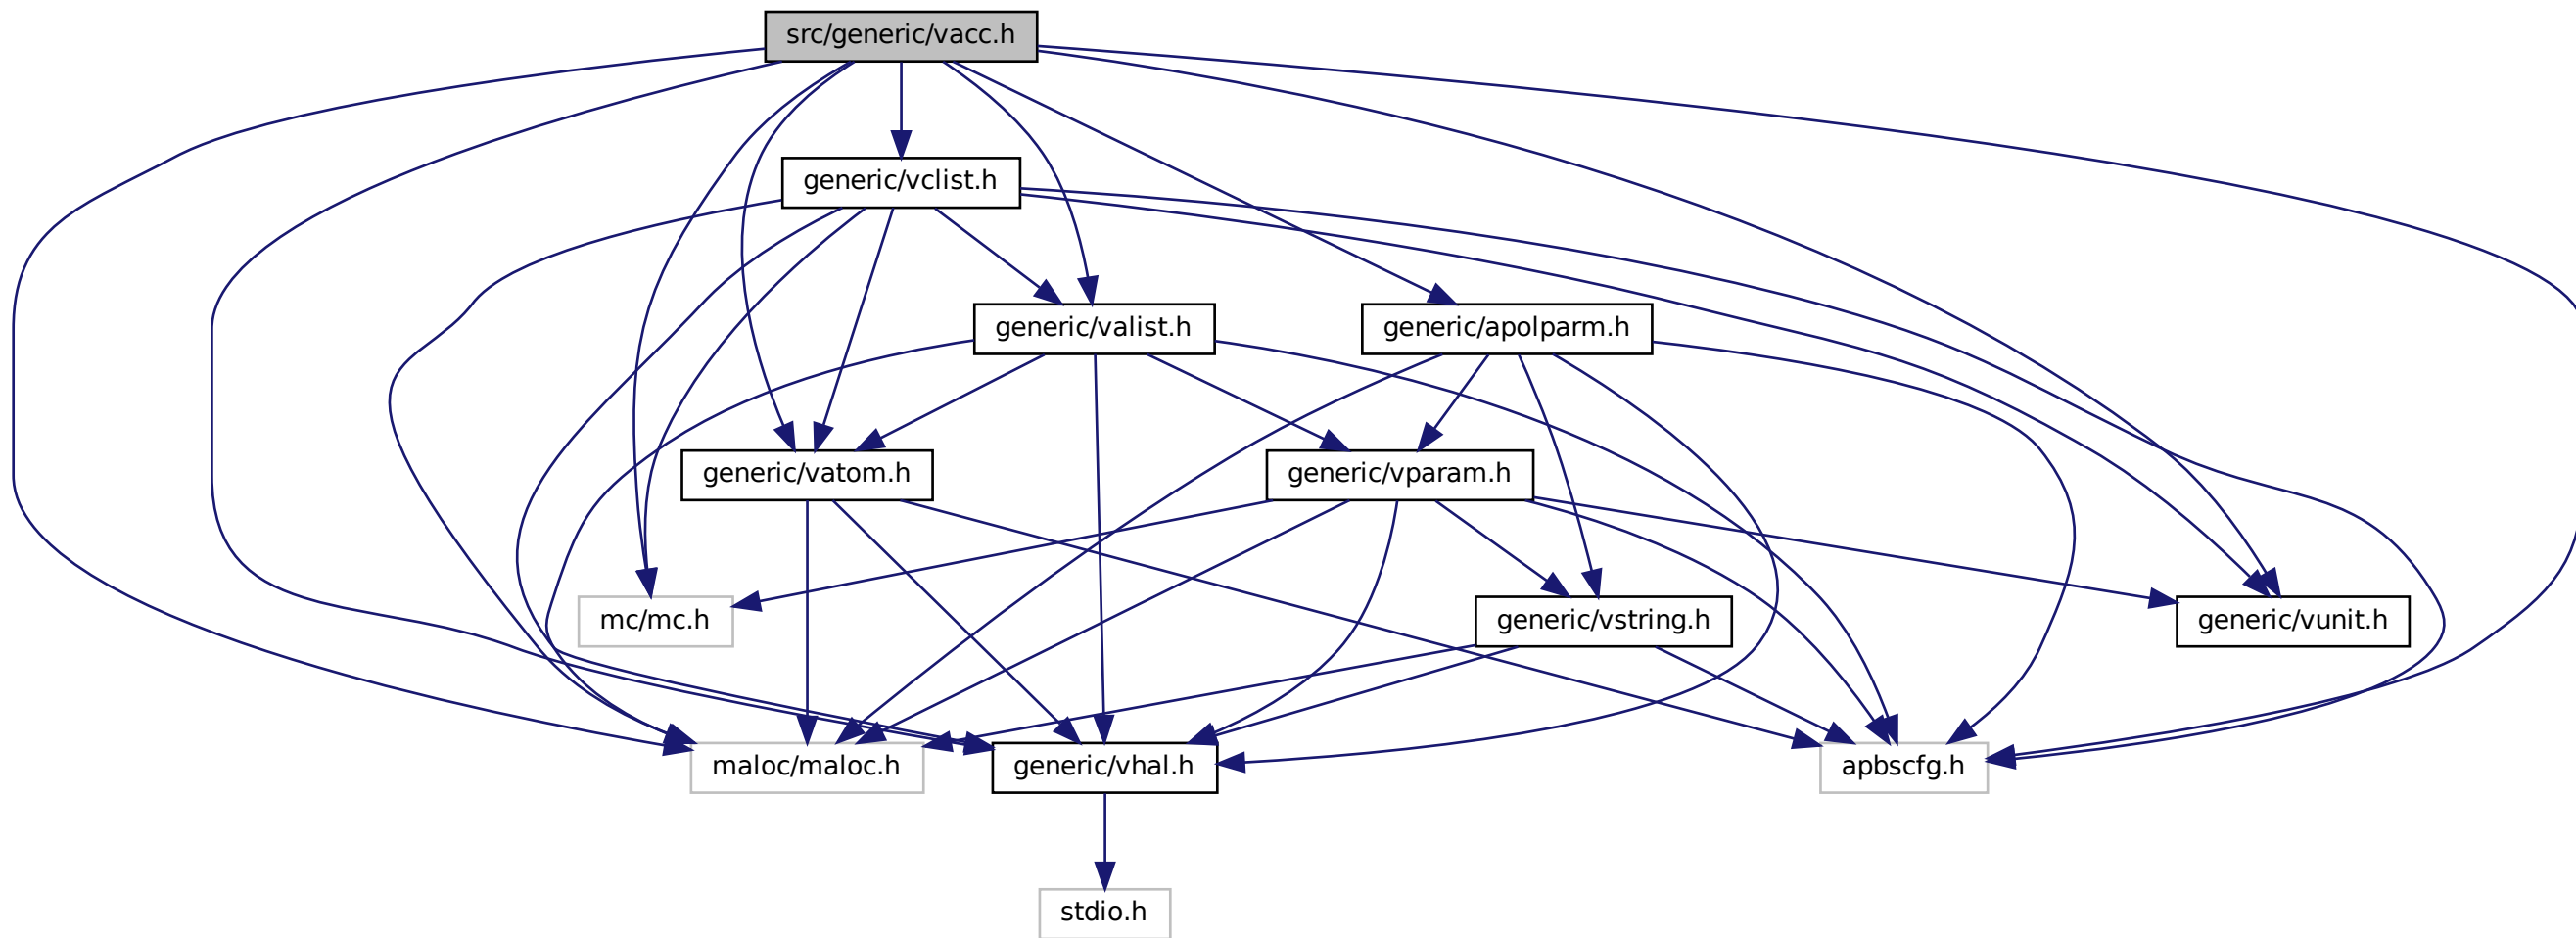 src/generic/vacc.h
generic/vclist.h
generic/valist.h
generic/apolparm.h
generic/vatom.h
generic/vparam.h
mc/mc.h
generic/vstring.h
generic/vunit.h
maloc/maloc.h
generic/vhal.h
apbscfg.h
stdio.h